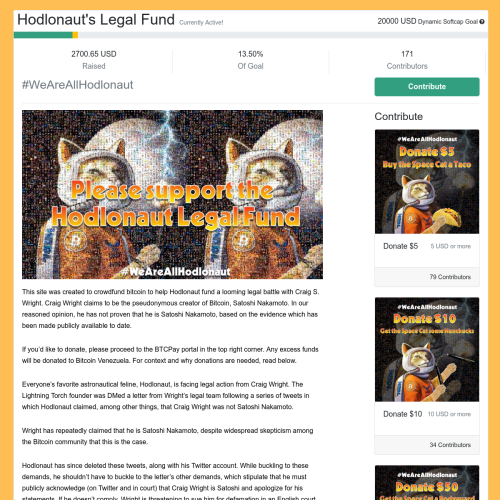 Hodlonaut's Legal Fund Currently Active!
20000 USD Dynamic Softcap Goal
2700.65 USD
Raised
13.50%
Of Goal
171
Contributors
#WeAreAllHodlonaut
Contribute
Please support the
Hodlonaut Legal Fund
#WeAreAllHodlonaut
This site was created to crowdfund bitcoin to help Hodlonaut fund a looming legal battle with Craig S.
Wright. Craig Wright claims to be the pseudonymous creator of Bitcoin, Satoshi Nakamoto. In our
reasoned opinion, he has not proven that he is Satoshi Nakamoto, based on the evidence which has
been made publicly available to date.
If you'd like to donate, please proceed to the BTCPay portal in the top right corner. Any excess funds
will be donated to Bitcoin Venezuela. For context and why donations are needed, read below.
Everyone's favorite astronautical feline, Hodlonaut, is facing legal action from Craig Wright. The
Lightning Torch founder was DMed a letter from Wright's legal team following a series of tweets in
which Hodlonaut claimed, among other things, that Craig Wright was not Satoshi Nakamoto.
Wright has repeatedly claimed that he is Satoshi Nakamoto, despite widespread skepticism among
the Bitcoin community that this is the case.
Hodlonaut has since deleted these tweets, along with his Twitter account. While buckling to these
demands, he shouldn't have to buckle to the letter's other demands, which stipulate that he must
publicly acknowledge (on Twitter and in court) that Craig Wright is Satoshi and apologize for his
statements. If he doesn't comply, Wright is threatening to sue him for defamation in an English court.
Contribute
#WeAreAllHodlonaut
Donate $5
Buy the Space Cat a Taco
Donate $5
5 USD or more
79 Contributors
#WeAreAllHodlonaut
Donate $10
Get the Space Cat some Nunchucks
Donate $10
10 USD or more
34 Contributors
#WeAreAllHodlonaut
Donate $50
Get the Space Cat a Bodyguard